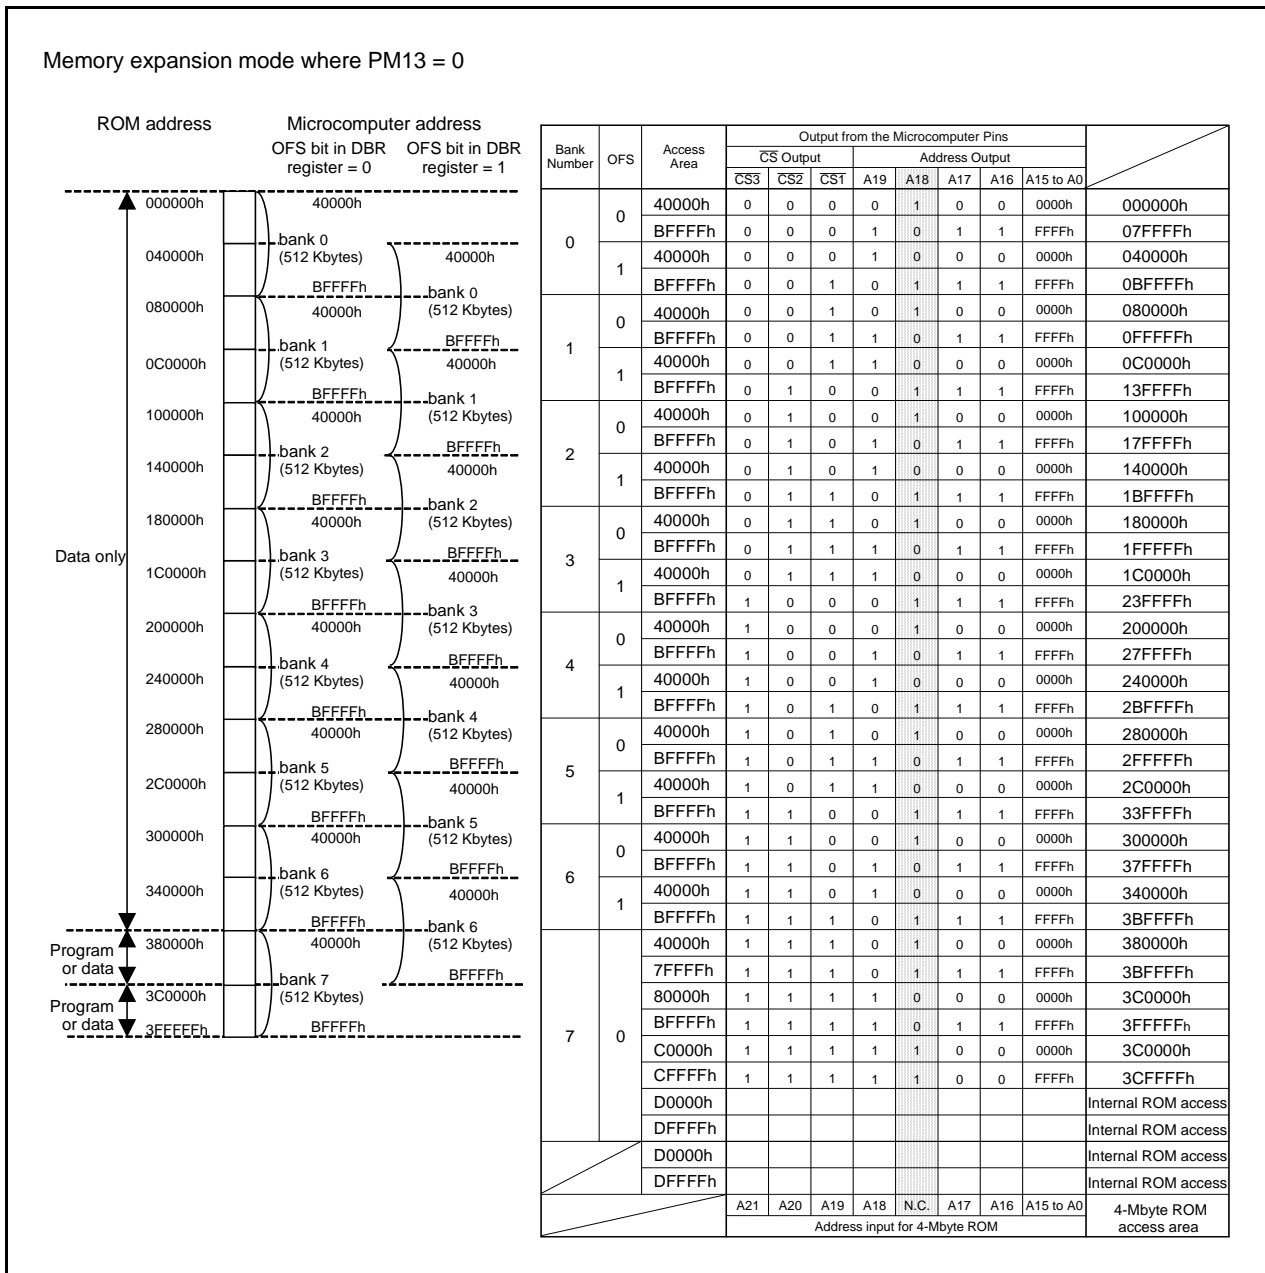 Memory expansion mode where PM13 = 0
ROM address
Microcomputer address
OFS bit in DBR register = 0
OFS bit in DBR register = 1
000000h 40000h
bank 0
040000h (512 Kbytes) 40000h
BFFFFh bank 0
080000h 40000h (512 Kbytes)
bank 1 BFFFFh
0C0000h (512 Kbytes) 40000h
BFFFFh bank 1
100000h 40000h (512 Kbytes)
bank 2 BFFFFh
140000h (512 Kbytes) 40000h
BFFFFh bank 2
180000h 40000h (512 Kbytes)
Data only bank 3 BFFFFh
1C0000h (512 Kbytes) 40000h
BFFFFh bank 3
200000h 40000h (512 Kbytes)
bank 4 BFFFFh
240000h (512 Kbytes) 40000h
BFFFFh bank 4
280000h 40000h (512 Kbytes)
bank 5 BFFFFh
2C0000h (512 Kbytes) 40000h
BFFFFh bank 5
300000h 40000h (512 Kbytes)
bank 6 BFFFFh
340000h (512 Kbytes) 40000h
BFFFFh bank 6
Program or data 380000h 40000h (512 Kbytes)
bank 7 BFFFFh
Program or data 3C0000h (512 Kbytes)
3FFFFFh BFFFFh
Bank Number OFS Access Area Output from the Microcomputer Pins
CS Output Address Output
CS3 CS2 CS1 A19 A18 A17 A16 A15 to A0
0 0 40000h 0 0 0 0 1 0 0 0000h 000000h
BFFFFh 0 0 0 1 0 1 1 FFFFh 07FFFFh
1 40000h 0 0 0 1 0 0 0 0000h 040000h
BFFFFh 0 0 1 0 1 1 1 FFFFh 0BFFFFh
1 0 40000h 0 0 1 0 1 0 0 0000h 080000h
BFFFFh 0 0 1 1 0 1 1 FFFFh 0FFFFFh
1 40000h 0 0 1 1 0 0 0 0000h 0C0000h
BFFFFh 0 1 0 0 1 1 1 FFFFh 13FFFFh
2 0 40000h 0 1 0 0 1 0 0 0000h 100000h
BFFFFh 0 1 0 1 0 1 1 FFFFh 17FFFFh
1 40000h 0 1 0 1 0 0 0 0000h 140000h
BFFFFh 0 1 1 0 1 1 1 FFFFh 1BFFFFh
3 0 40000h 0 1 1 0 1 0 0 0000h 180000h
BFFFFh 0 1 1 1 0 1 1 FFFFh 1FFFFFh
1 40000h 0 1 1 1 0 0 0 0000h 1C0000h
BFFFFh 1 0 0 0 1 1 1 FFFFh 23FFFFh
4 0 40000h 1 0 0 0 1 0 0 0000h 200000h
BFFFFh 1 0 0 1 0 1 1 FFFFh 27FFFFh
1 40000h 1 0 0 1 0 0 0 0000h 240000h
BFFFFh 1 0 1 0 1 1 1 FFFFh 2BFFFFh
5 0 40000h 1 0 1 0 1 0 0 0000h 280000h
BFFFFh 1 0 1 1 0 1 1 FFFFh 2FFFFFh
1 40000h 1 0 1 1 0 0 0 0000h 2C0000h
BFFFFh 1 1 0 0 1 1 1 FFFFh 33FFFFh
6 0 40000h 1 1 0 0 1 0 0 0000h 300000h
BFFFFh 1 1 0 1 0 1 1 FFFFh 37FFFFh
1 40000h 1 1 0 1 0 0 0 0000h 340000h
BFFFFh 1 1 1 0 1 1 1 FFFFh 3BFFFFh
7 0 40000h 1 1 1 0 1 0 0 0000h 380000h
7FFFFh 1 1 1 0 1 1 1 FFFFh 3BFFFFh
80000h 1 1 1 1 0 0 0 0000h 3C0000h
BFFFFh 1 1 1 1 0 1 1 FFFFh 3FFFFFh
C0000h 1 1 1 1 1 0 0 0000h 3C0000h
CFFFFh 1 1 1 1 1 0 0 FFFFh 3CFFFFh
D0000h Internal ROM access
DFFFFh Internal ROM access
D0000h Internal ROM access
DFFFFh Internal ROM access
A21 A20 A19 A18 N.C. A17 A16 A15 to A0 4-Mbyte ROM access area
Address input for 4-Mbyte ROM